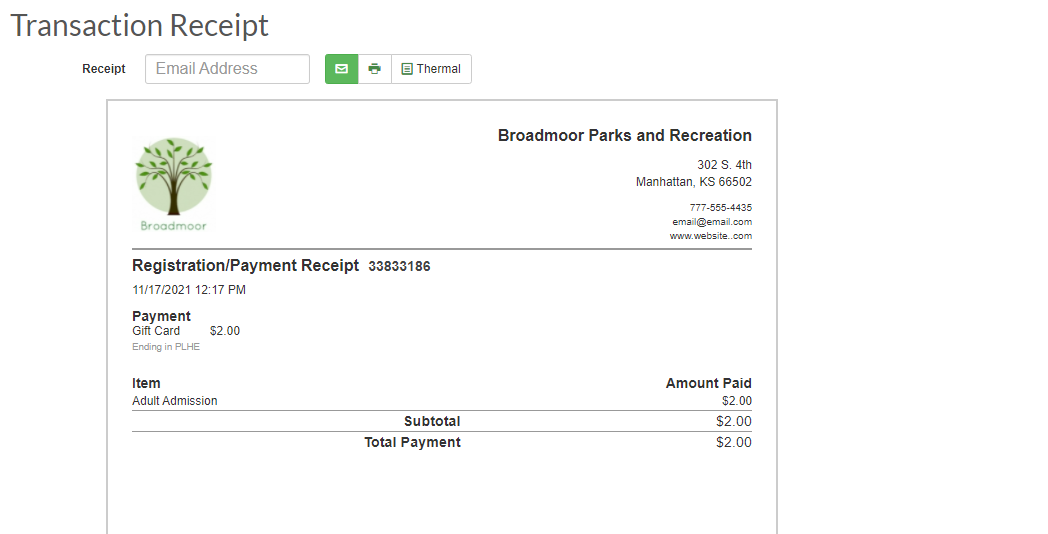 Transaction Receipt
Receipt Email Address Thermal
Broadmoor Parks and Recreation
302 S. 4th
Manhattan, KS 66502
777-555-4435
email@email.com
www.website..com
Broadmoor
Registration/Payment Receipt 33833186
11/17/2021 12:17 PM
Payment
Gift Card $2.00
Ending in PLHE
Item Amount Paid
Adult Admission $2.00
Subtotal $2.00
Total Payment $2.00